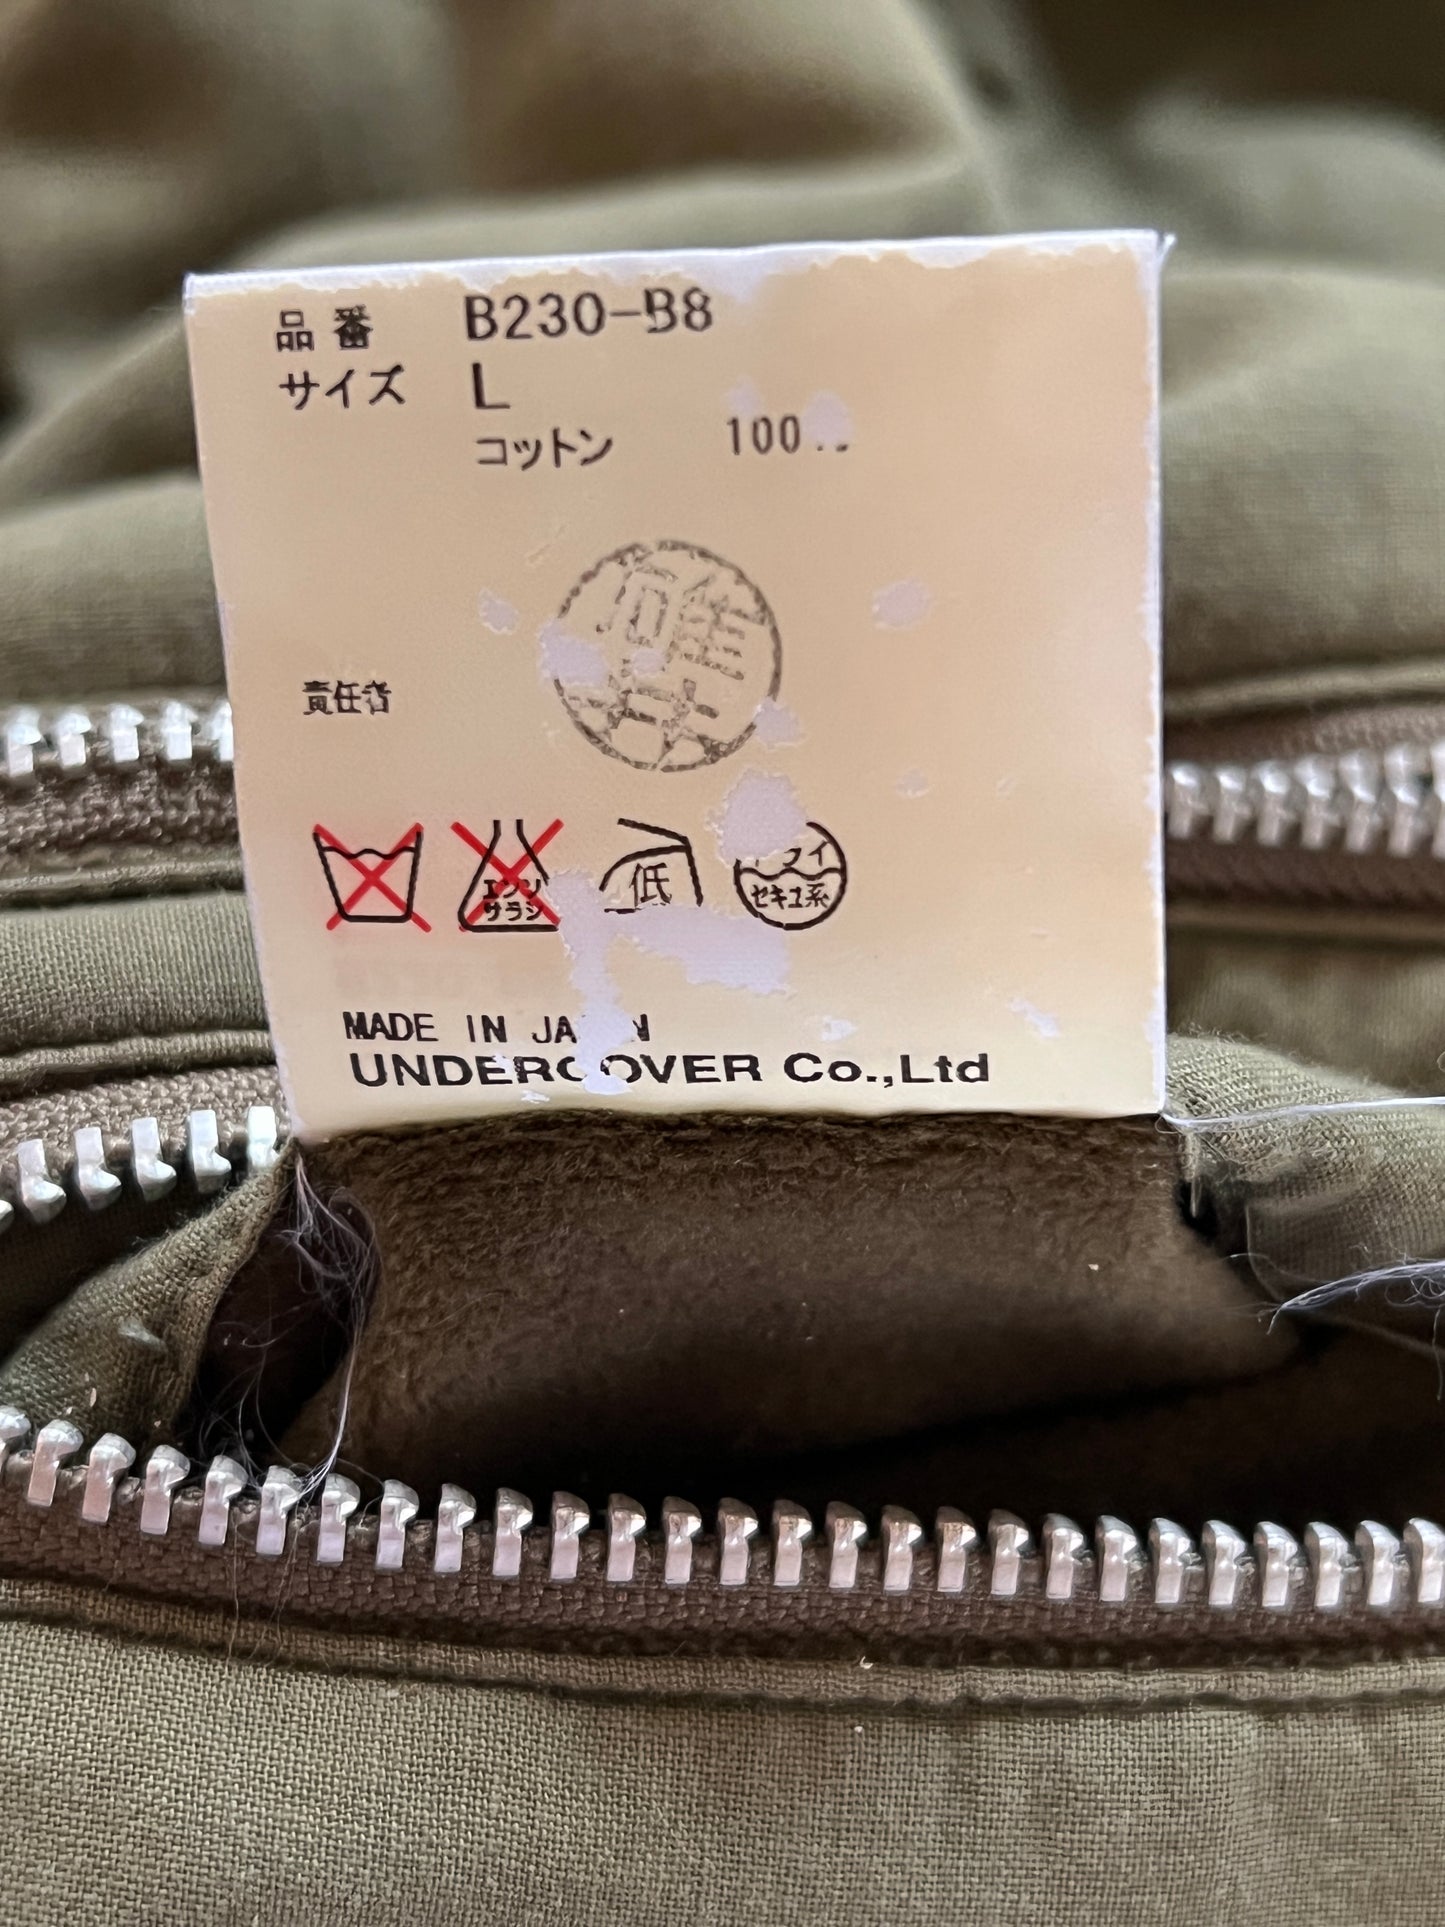 品番 B230-B8
サイズ L
コットン 100
責任者
エンソ
サラシ
低
セキユ系
MADE IN JAPAN
UNDERCOVER Co.,Ltd